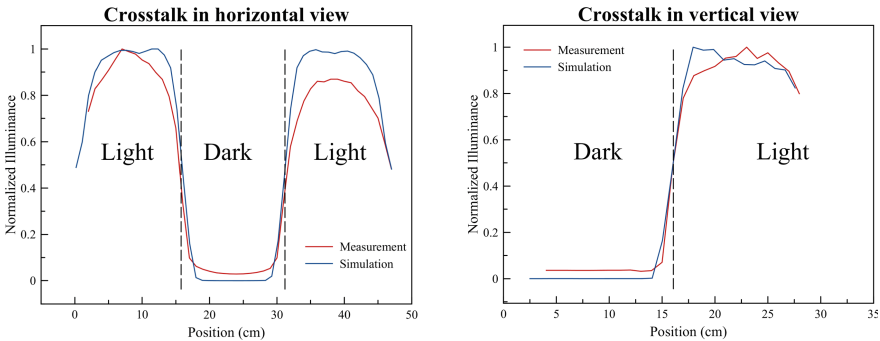 Crosstalk in horizontal view
Normalized Illuminance
1
0.8
0.6
0.4
0.2
0
Light
Dark
Light
Measurement
Simulation
0 10 20 30 40 50
Position (cm)
Crosstalk in vertical view
Normalized Illuminance
1
0.8
0.6
0.4
0.2
0
Measurement
Simulation
Dark
Light
0 5 10 15 20 25 30 35
Position (cm)